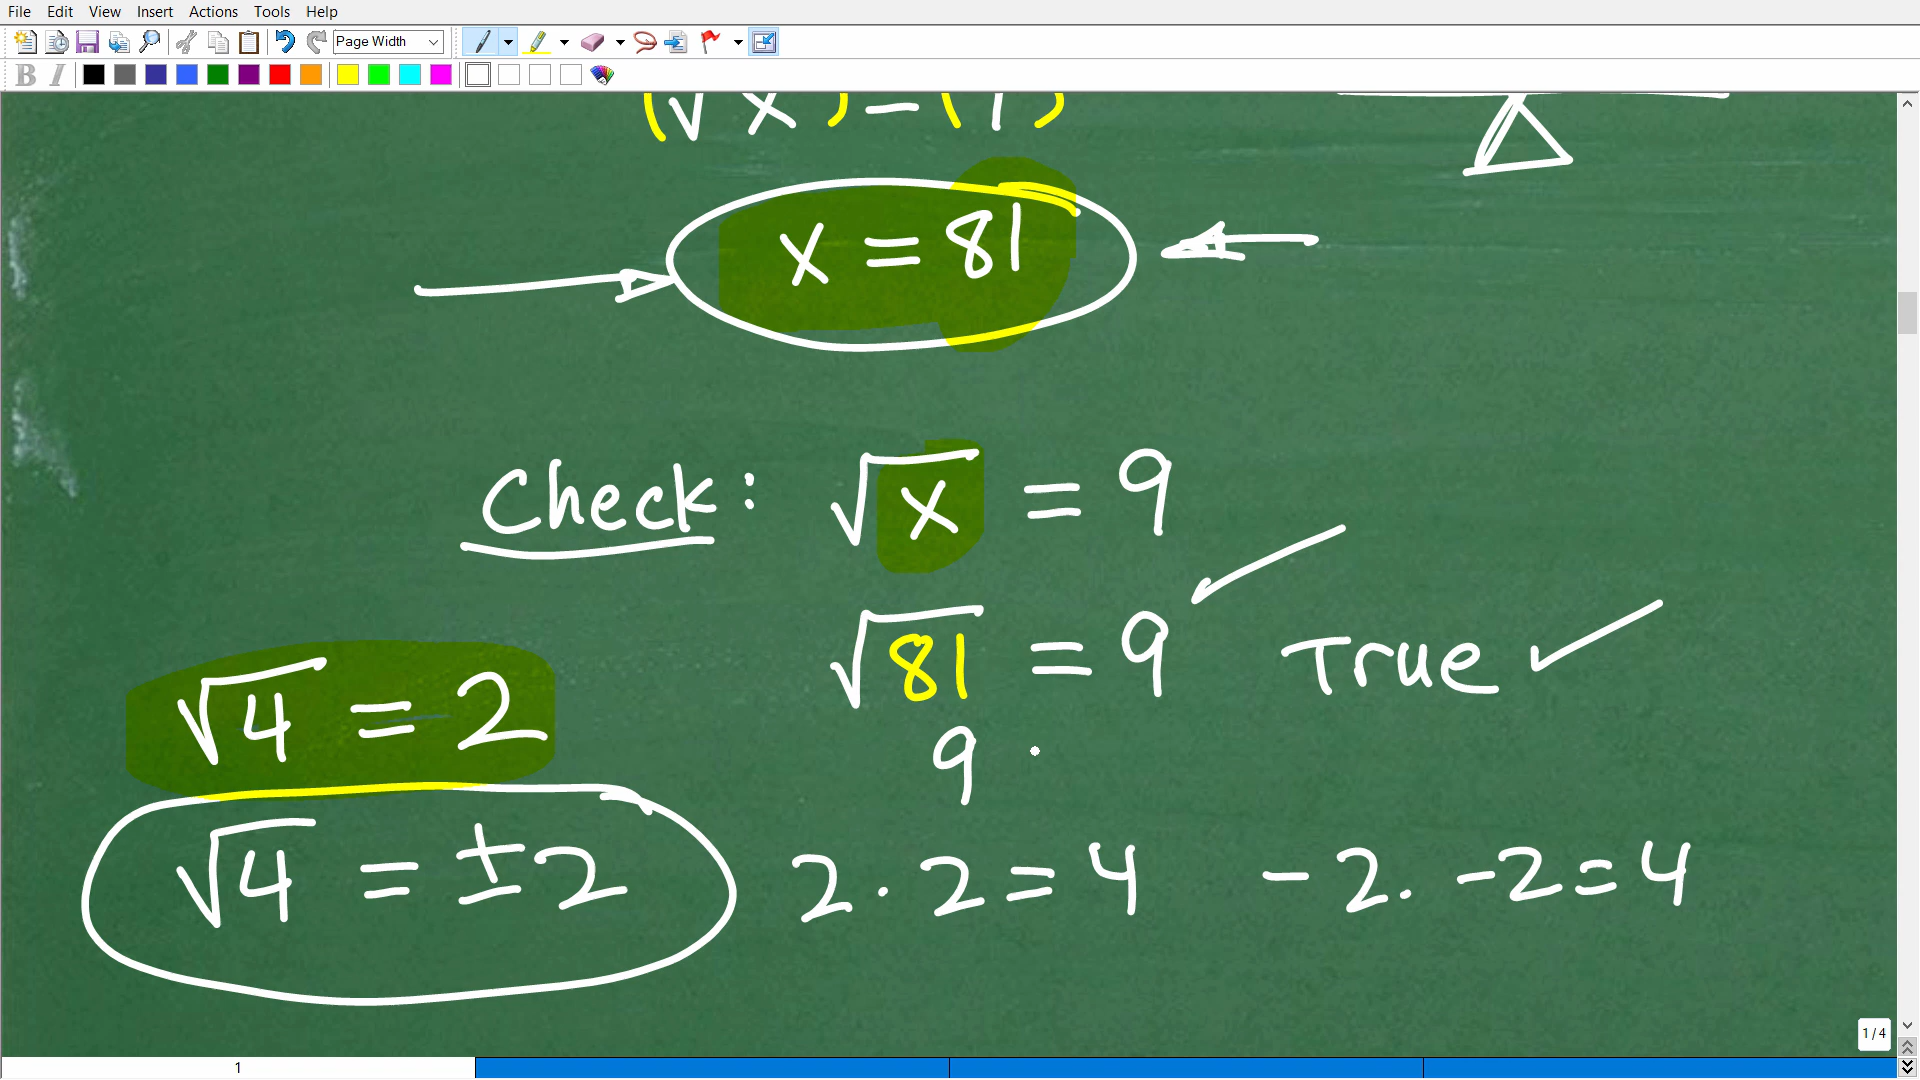 File Edit View Insert Actions Tools Help
Page Width
B I
x = 81
Check: √x = 9
√81 = 9 True ✓
9
√4 = 2
√4 = ±2
2 · 2 = 4
-2 · -2 = 4
1 / 4
1